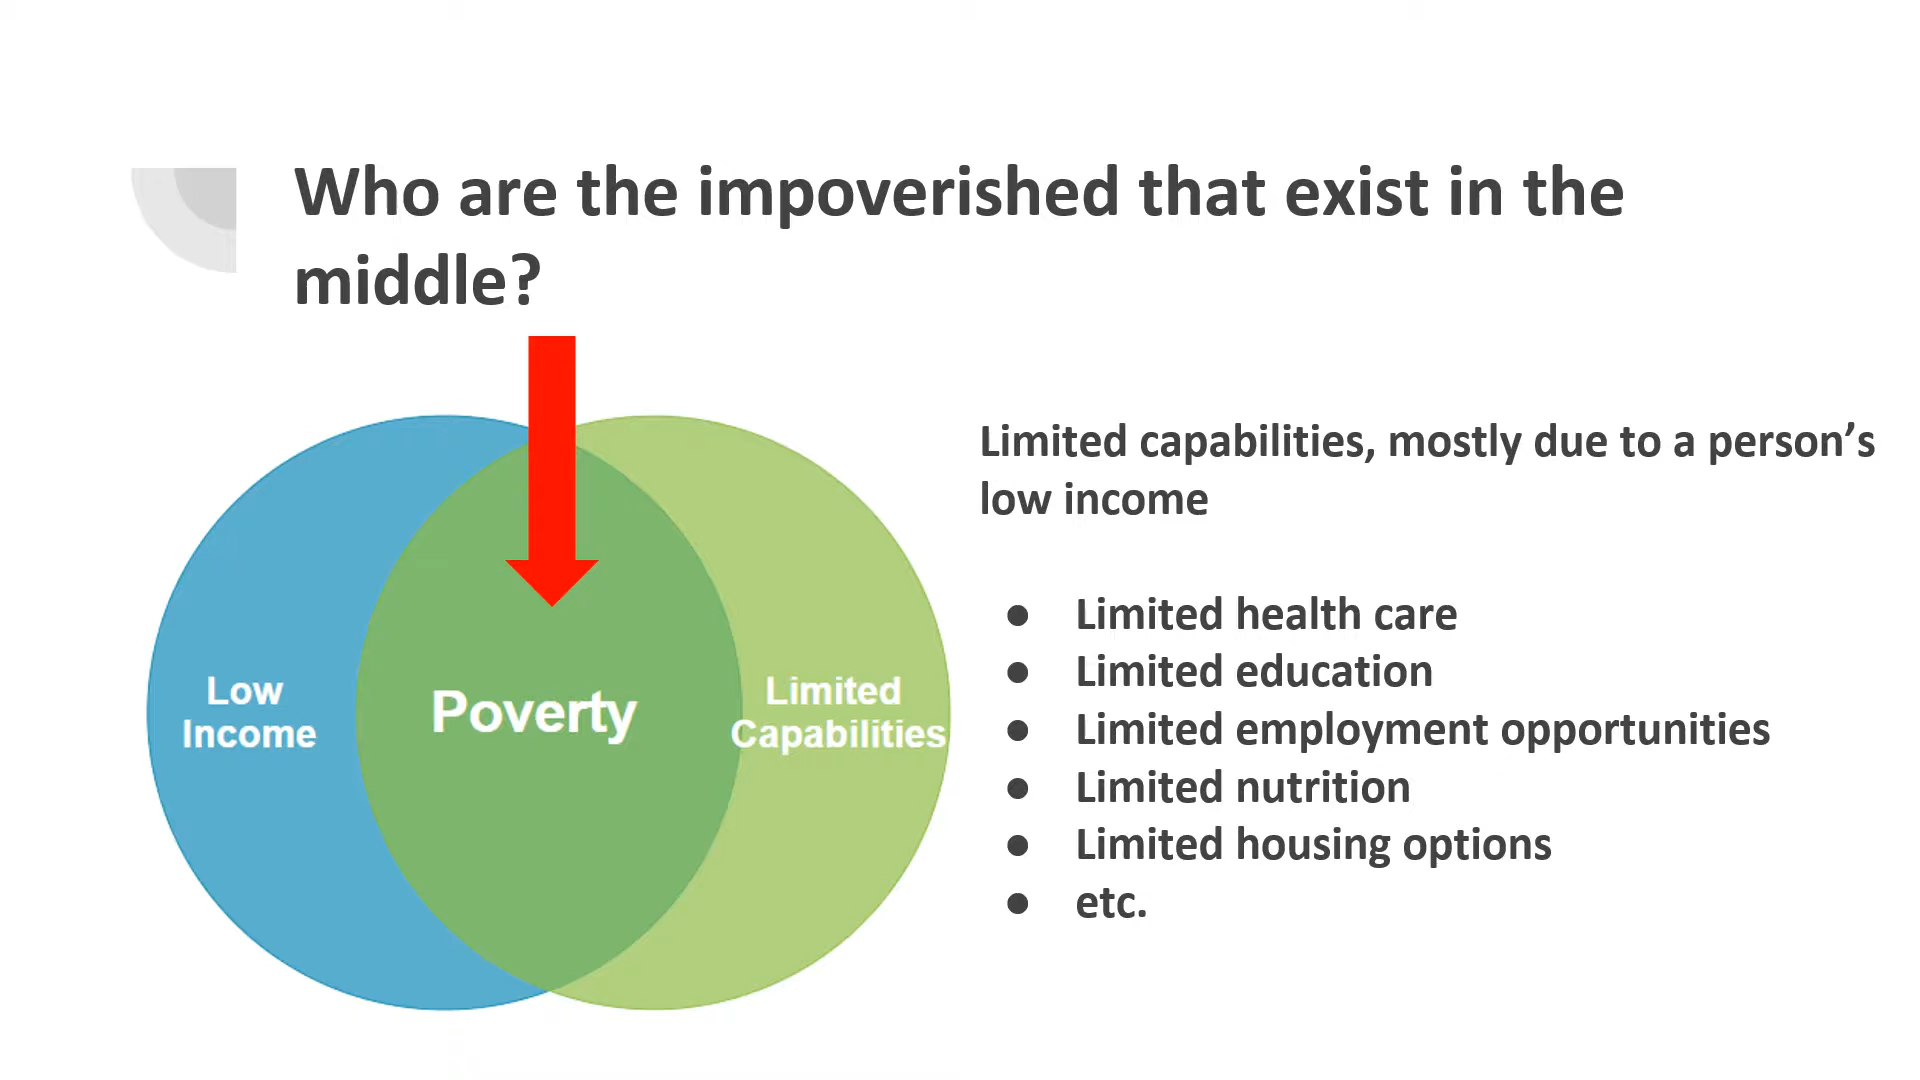 Who are the impoverished that exist in the
middle?
Low
Income
Poverty
Limited
Capabilities
Limited capabilities, mostly due to a person’s
low income
● Limited health care
● Limited education
● Limited employment opportunities
● Limited nutrition
● Limited housing options
● etc.